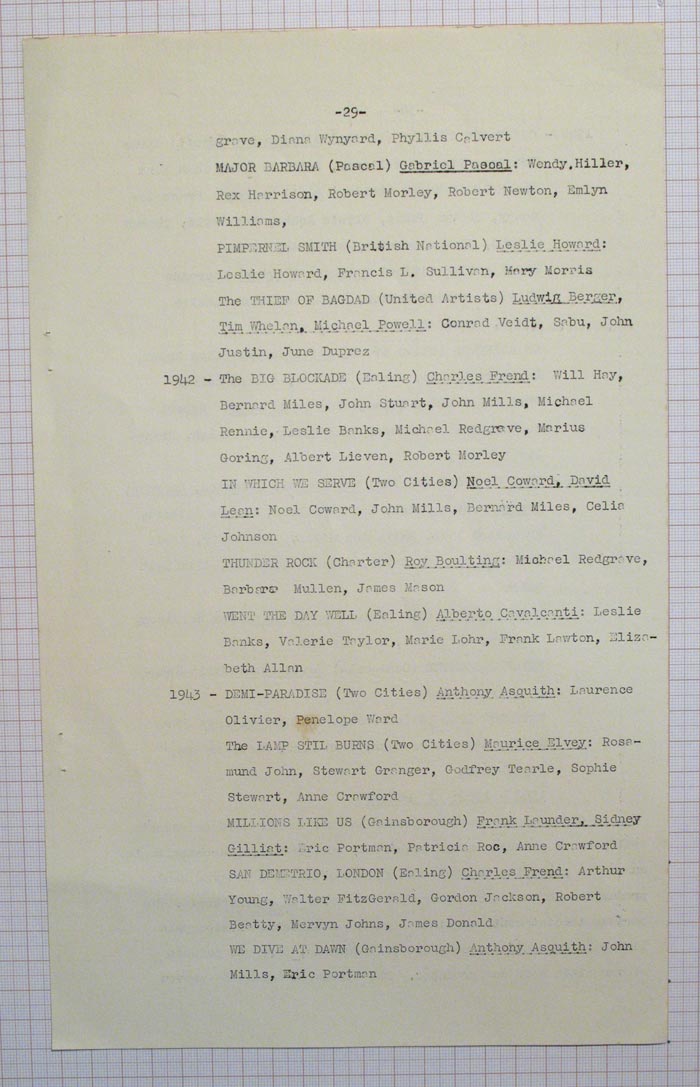 -29-
grave, Diana Wynyard, Phyllis Calvert
MAJOR BARBARA (Pascal) Gabriel Pascal: Wendy.Hiller,
Rex Harrison, Robert Morley, Robert Newton, Emlyn
Williams,
PIMPERNEL SMITH (British National) Leslie Howard:
Leslie Howard, Francis L. Sullivan, Mary Morris
The THIEF OF BAGDAD (United Artists) Ludwig Berger,
Tim Whelan, Michael Powell: Conrad Veidt, Sabu, John
Justin, June Duprez
1942 - The BIG BLOCKADE (Ealing) Charles Frend: Will Hay,
Bernard Miles, John Stuart, John Mills, Michael
Rennie, Leslie Banks, Michael Redgrave, Marius
Goring, Albert Lieven, Robert Morley
IN WHICH WE SERVE (Two Cities) Noel Coward, David
Lean: Noel Coward, John Mills, Bernard Miles, Celia
Johnson
THUNDER ROCK (Charter) Roy Boulting: Michael Redgrave,
Barbara Mullen, James Mason
WENT THE DAY WELL (Ealing) Alberto Cavalcanti: Leslie
Banks, Valerie Taylor, Marie Lohr, Frank Lawton, Eliza-
beth Allan
1943 - DEMI-PARADISE (Two Cities) Anthony Asquith: Laurence
Olivier, Penelope Ward
The LAMP STIL BURNS (Two Cities) Maurice Elvey: Rosa-
mund John, Stewart Granger, Godfrey Tearle, Sophie
Stewart, Anne Crawford
MILLIONS LIKE US (Gainsborough) Frank Launder, Sidney
Gilliat: Eric Portman, Patricia Roc, Anne Crawford
SAN DEMETRIO, LONDON (Ealing) Charles Frend: Arthur
Young, Walter FitzGerald, Gordon Jackson, Robert
Beatty, Mervyn Johns, James Donald
WE DIVE AT DAWN (Gainsborough) Anthony Asquith: John
Mills, Eric Portman